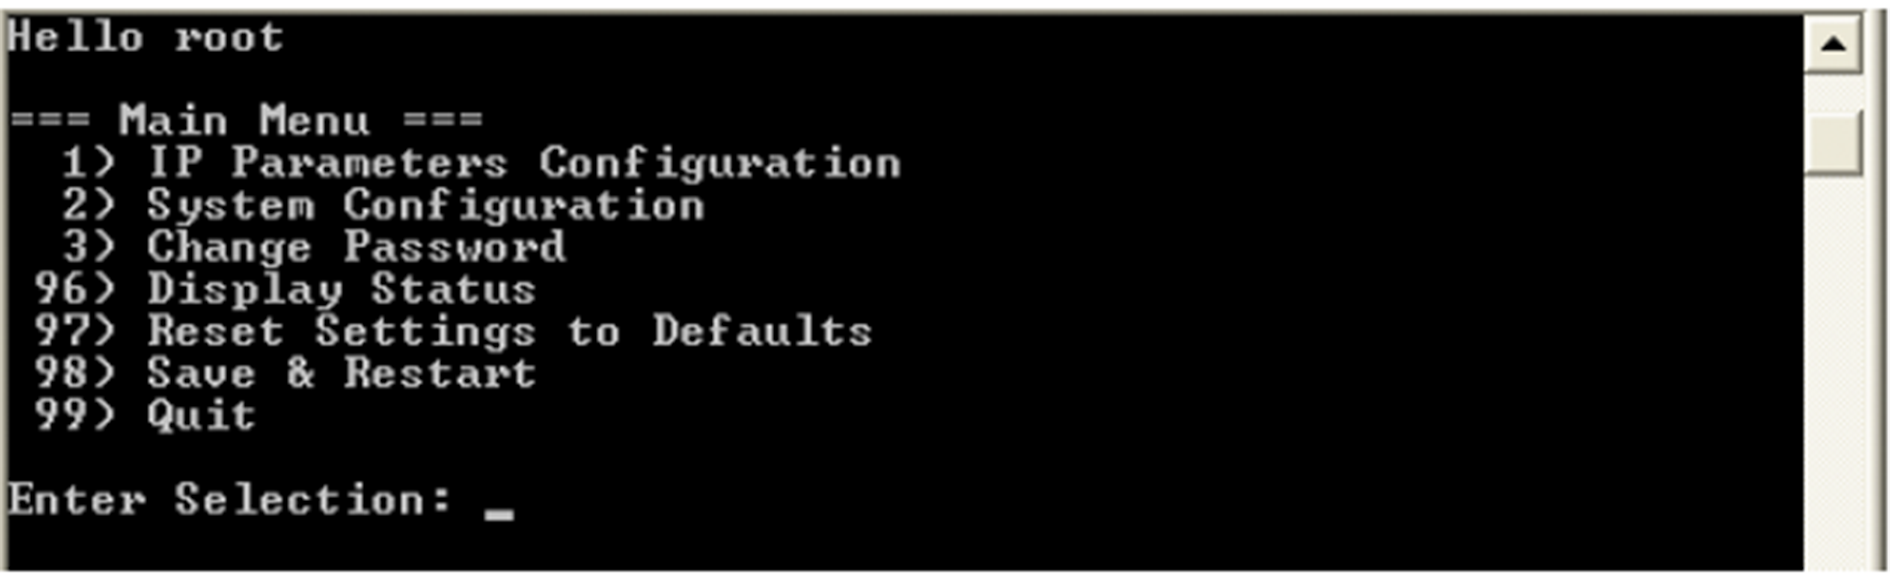 Hello root
=== Main Menu ===
1) IP Parameters Configuration
2) System Configuration
3) Change Password
96) Display Status
97) Reset Settings to Defaults
98) Save & Restart
99) Quit
Enter Selection: _